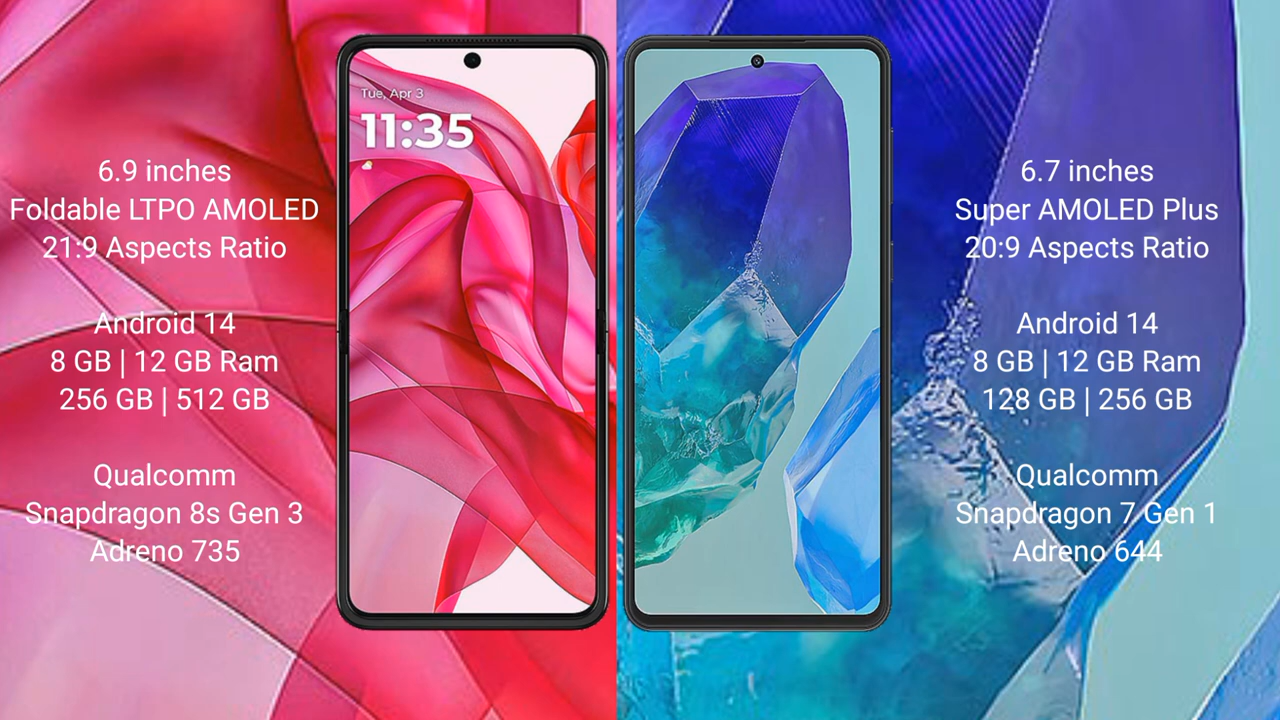 6.9 inches
Foldable LTPO AMOLED
21:9 Aspects Ratio
Android 14
8 GB | 12 GB Ram
256 GB | 512 GB
Qualcomm
Snapdragon 8s Gen 3
Adreno 735
Tue, Apr 3
11:35
6.7 inches
Super AMOLED Plus
20:9 Aspects Ratio
Android 14
8 GB | 12 GB Ram
128 GB | 256 GB
Qualcomm
Snapdragon 7 Gen 1
Adreno 644